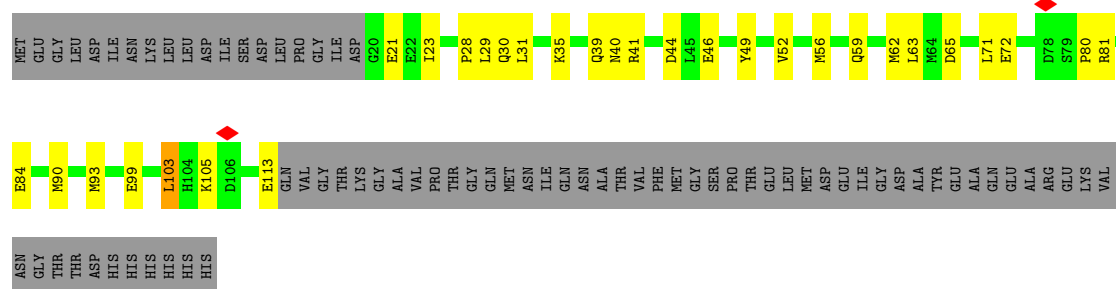 MET GLU GLY LEU ASP ILE ASN LYS LEU LEU ASP ILE SER ASP LEU PRO GLY ILE ASP G20 E21 E22 I23 P28 L29 Q30 L31 K35 Q39 N40 R41 D44 L45 E46 Y49 V52 M56 Q59 M62 L63 M64 D65 L71 E72 D78 S79 P80 R81
E84 M90 M93 E99 L103 H104 K105 D106 E113 GLN VAL GLY THR LYS GLY ALA VAL PRO THR GLY GLN MET ASN ILE GLN ASN ALA THR VAL PHE MET GLY SER PRO THR GLU LEU MET ASP GLU ILE GLY ASP ALA TYR GLU ALA GLN GLU ALA ARG GLU LYS VAL
ASN GLY THR THR ASP HIS HIS HIS HIS HIS HIS